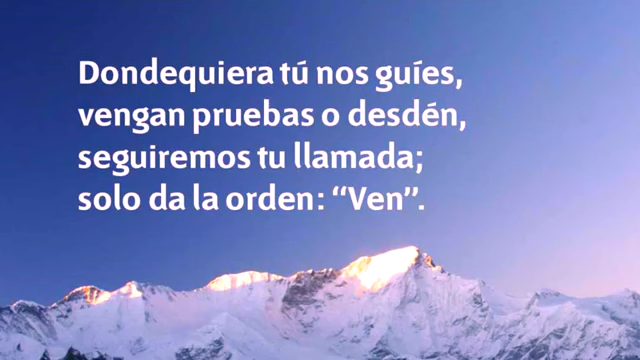 Dondequiera tú nos guíes,
vengan pruebas o desdén,
seguiremos tu llamada;
solo da la orden: “Ven”.